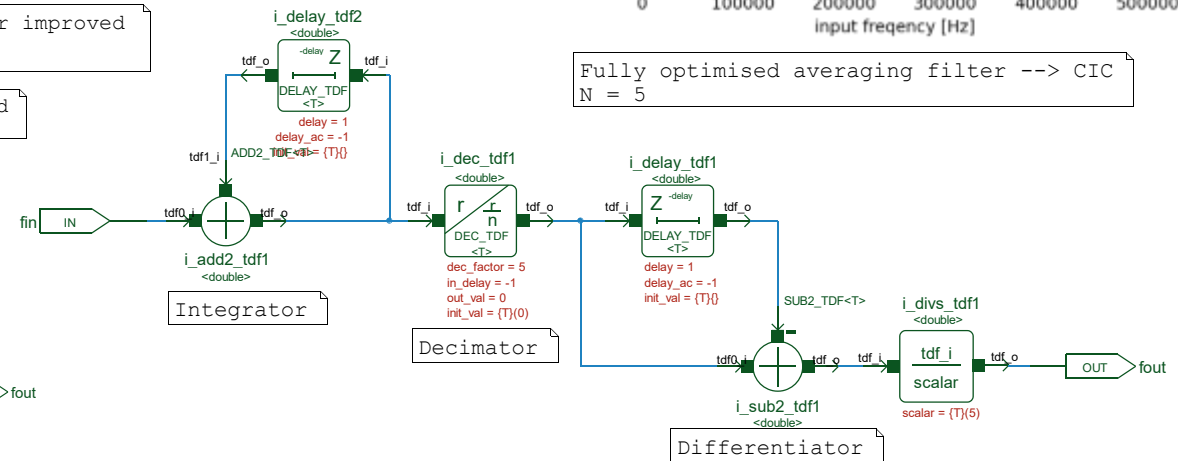 0 100000 200000 300000 400000 500000
input freqency [Hz]
r improved
d
Fully optimised averaging filter --> CIC
N = 5
i_delay_tdf2
<double>
tdf_o
-delay
Z
tdf_i
DELAY_TDF
<T>
delay = 1
delay_ac = -1
init_val = {T}{}
tdf1_i
ADD2_TDF<T>
fin
IN
tdf0_i
tdf_o
i_add2_tdf1
<double>
Integrator
i_dec_tdf1
<double>
tdf_i
r
r
n
tdf_o
DEC_TDF
<T>
dec_factor = 5
in_delay = -1
out_val = 0
init_val = {T}(0)
Decimator
i_delay_tdf1
<double>
tdf_i
Z
-delay
tdf_o
DELAY_TDF
<T>
delay = 1
delay_ac = -1
init_val = {T}{}
SUB2_TDF<T>
tdf0_i
tdf_o
i_sub2_tdf1
<double>
Differentiator
i_divs_tdf1
<double>
tdf_i
tdf_i
scalar
tdf_o
scalar = {T}(5)
OUT
fout
fout